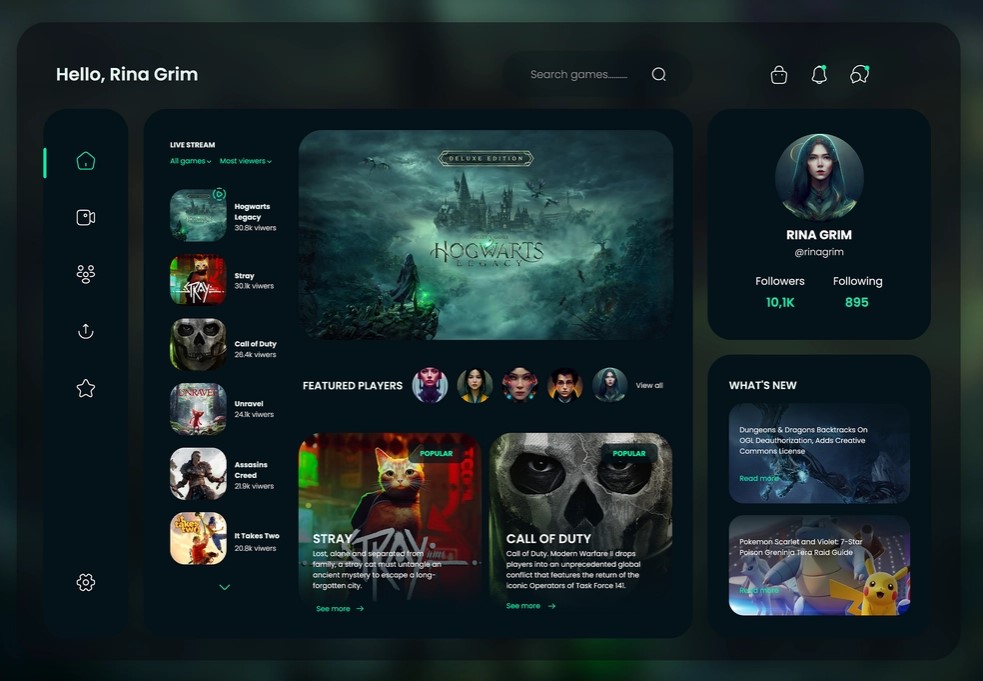 Hello, Rina Grim
Search games......
LIVE STREAM
All games Most viewers
Hogwarts
Legacy
30.8k viwers
Stray
30.1k viwers
Call of Duty
26.4k viwers
Unravel
24.1k viwers
Assasins
Creed
21.9k viwers
It Takes Two
20.8k viwers
STRAY
UNRAVEL
it takes two
DELUXE EDITION
HOGWARTS
LEGACY
FEATURED PLAYERS
View all
POPULAR
STRAY
STRAY
Lost, alone and separated from
family, a stray cat must untangle an
ancient mystery to escape a long-
forgotten city.
See more
POPULAR
CALL OF DUTY
Call of Duty. Modern Warfare II drops
players into an unprecedented global
conflict that features the return of the
iconic Operators of Task Force 141.
See more
RINA GRIM
@rinagrim
Followers Following
10,1K 895
WHAT'S NEW
Dungeons & Dragons Backtracks On
OGL Deauthorization, Adds Creative
Commons License
Read more
Pokemon Scarlet and Violet: 7-Star
Poison Greninja Tera Raid Guide
Read more